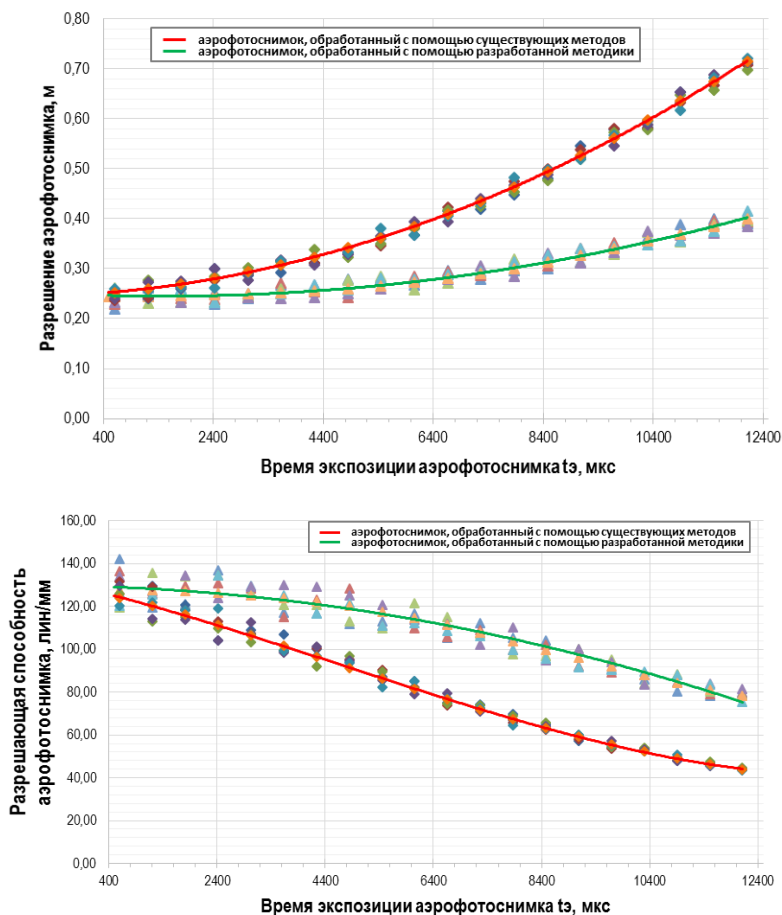 0,80
0,70
0,60
0,50
0,40
0,30
0,20
0,10
0,00
Разрешение аэрофотоснимка, м
аэрофотоснимок, обработанный с помощью существующих методов
аэрофотоснимок, обработанный с помощью разработанной методики
400 2400 4400 6400 8400 10400 12400
Время экспозиции аэрофотоснимка tэ, мкс
160,00
140,00
120,00
100,00
80,00
60,00
40,00
20,00
0,00
Разрешающая способность
аэрофотоснимка, лин/мм
аэрофотоснимок, обработанный с помощью существующих методов
аэрофотоснимок, обработанный с помощью разработанной методики
400 2400 4400 6400 8400 10400 12400
Время экспозиции аэрофотоснимка tэ, мкс